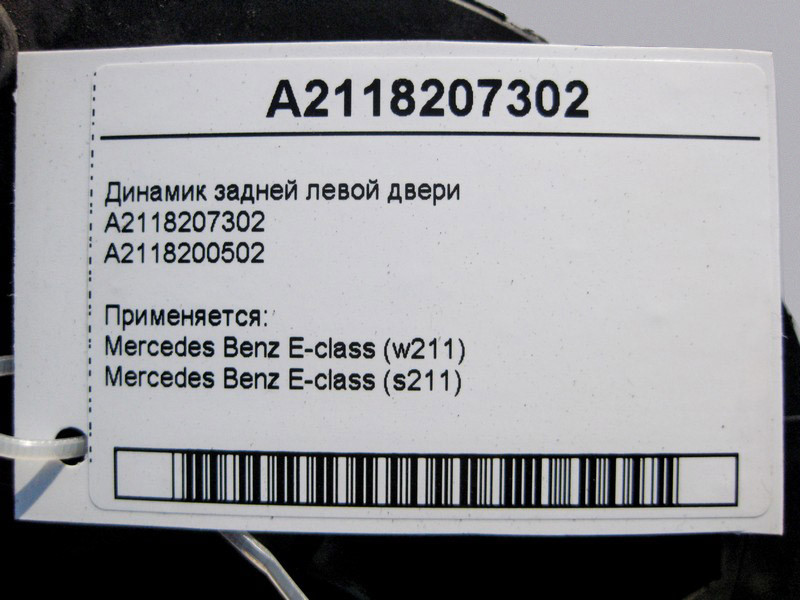 A2118207302
Динамик задней левой двери
A2118207302
A2118200502
Применяется:
Mercedes Benz E-class (w211)
Mercedes Benz E-class (s211)